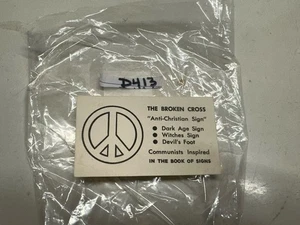 D413
THE BROKEN CROSS
"Anti-Christian Sign"
● Dark Age Sign
● Witches Sign
● Devil's Foot
Communists Inspired
IN THE BOOK OF SIGNS